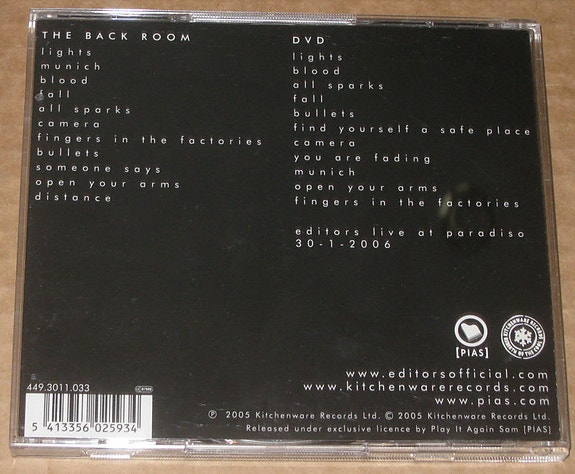 THE BACK ROOM
lights
munich
blood
fall
all sparks
camera
fingers in the factories
bullets
someone says
open your arms
distance
DVD
lights
blood
all sparks
fall
bullets
find yourself a safe place
camera
you are fading
munich
open your arms
fingers in the factories
editors live at paradiso
30-1-2006
[PIAS]
KITCHENWARE RECORDS
www.editorsofficial.com
www.kitchenwarerecords.com
www.pias.com
449.3011.033
5 413356 025934
℗ 2005 Kitchenware Records Ltd. © 2005 Kitchenware Records Ltd.
Released under exclusive licence by Play It Again Sam [PIAS]